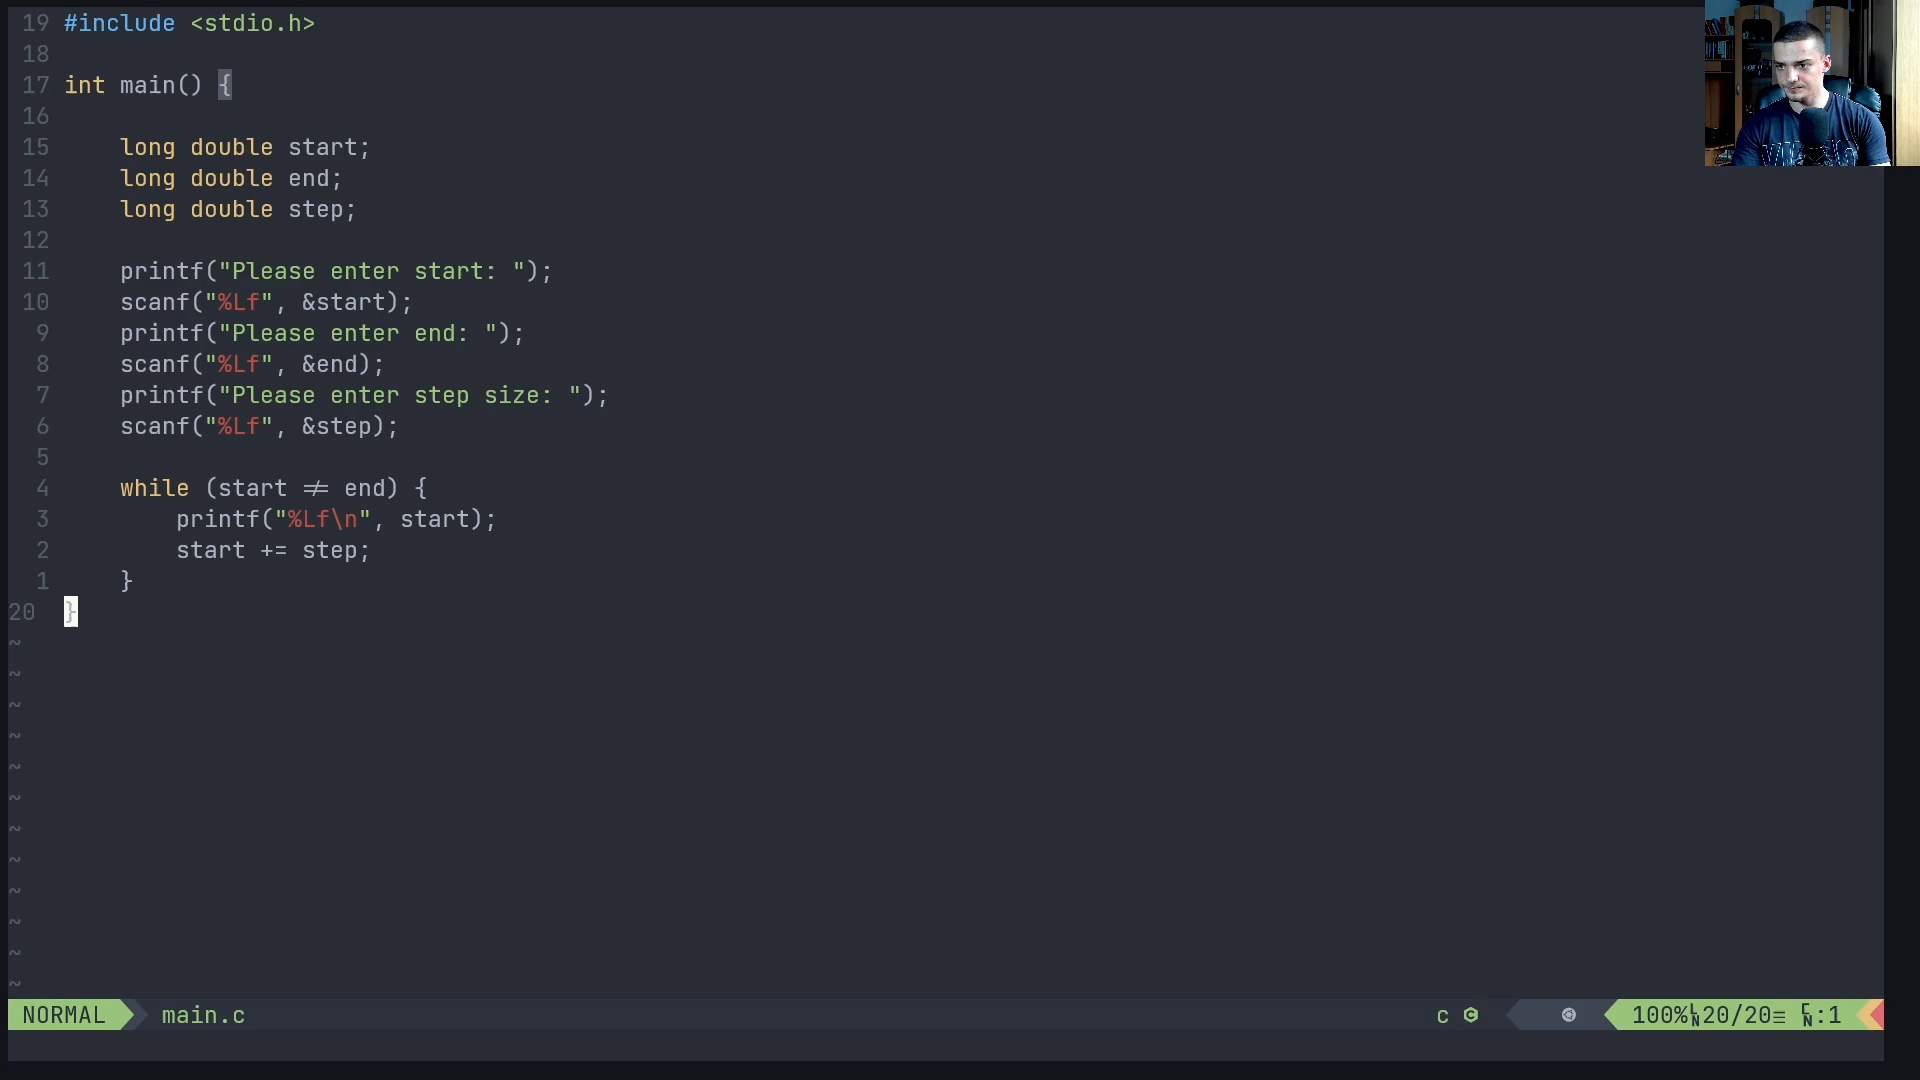 19 #include <stdio.h>
18
17 int main() {
16
15 long double start;
14 long double end;
13 long double step;
12
11 printf("Please enter start: ");
10 scanf("%Lf", &start);
9 printf("Please enter end: ");
8 scanf("%Lf", &end);
7 printf("Please enter step size: ");
6 scanf("%Lf", &step);
5
4 while (start ≠ end) {
3 printf("%Lf\n", start);
2 start += step;
1 }
20 }
~
~
~
~
~
~
~
~
~
~
~
~
NORMAL main.c c 100% LN 20/20≡ CN:1